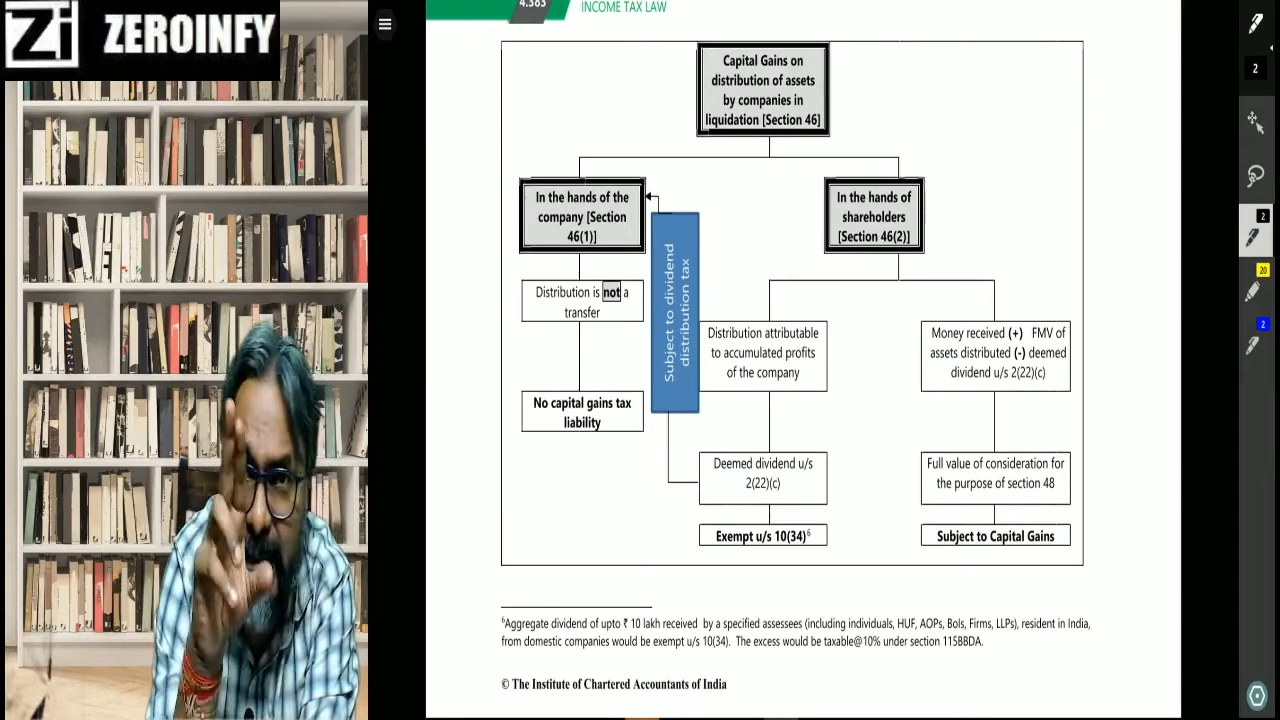 Zi ZEROINFY
4.383
INCOME TAX LAW
Capital Gains on
distribution of assets
by companies in
liquidation [Section 46]
In the hands of the
company [Section
46(1)]
In the hands of
shareholders
[Section 46(2)]
Distribution is not a
transfer
No capital gains tax
liability
Subject to dividend
distribution tax
Distribution attributable
to accumulated profits
of the company
Money received (+) FMV of
assets distributed (-) deemed
dividend u/s 2(22)(c)
Deemed dividend u/s
2(22)(c)
Full value of consideration for
the purpose of section 48
Exempt u/s 10(34)6
Subject to Capital Gains
6Aggregate dividend of upto ₹ 10 lakh received by a specified assessees (including individuals, HUF, AOPs, BoIs, Firms, LLPs), resident in India,
from domestic companies would be exempt u/s 10(34). The excess would be taxable@10% under section 115BBDA.
© The Institute of Chartered Accountants of India
2
2
20
2